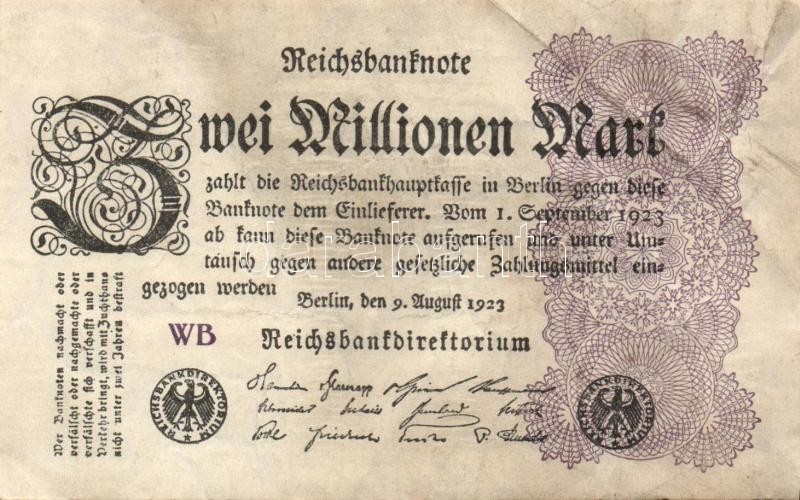 Reichsbanknote
Zwei Millionen Mark
zahlt die Reichsbankhauptkasse in Berlin gegen diese
Banknote dem Einlieferer. Vom 1. September 1923
ab kann diese Banknote aufgerufen und unter Um-
tausch gegen andere gesetzliche Zahlungsmittel ein-
gezogen werden
Berlin, den 9. August 1923
WB
Reichsbankdirektorium
Wer Banknoten nachmacht oder
verfälscht oder nachgemachte oder
verfälschte sich verschafft und in
Verkehr bringt, wird mit Zuchthaus
nicht unter zwei Jahren bestraft
REICHSBANKDIREKTORIUM
REICHSBANKDIREKTORIUM